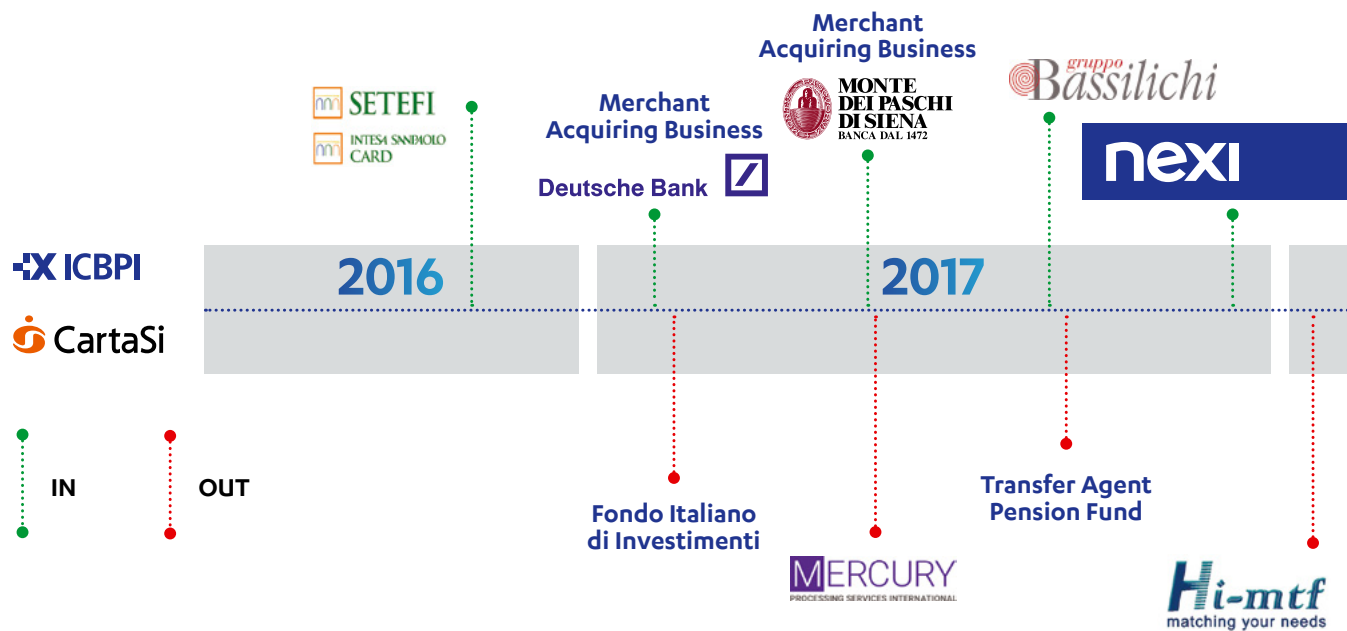 Merchant
Acquiring Business
MONTE
DEI PASCHI
DI SIENA
BANCA DAL 1472
gruppo
Bassilichi
SETEFI
INTESA SANPAOLO
CARD
Merchant
Acquiring Business
Deutsche Bank
nexi
ICBPI
CartaSi
2016
2017
IN
OUT
Fondo Italiano
di Investimenti
MERCURY
PROCESSING SERVICES INTERNATIONAL
Transfer Agent
Pension Fund
Hi-mtf
matching your needs